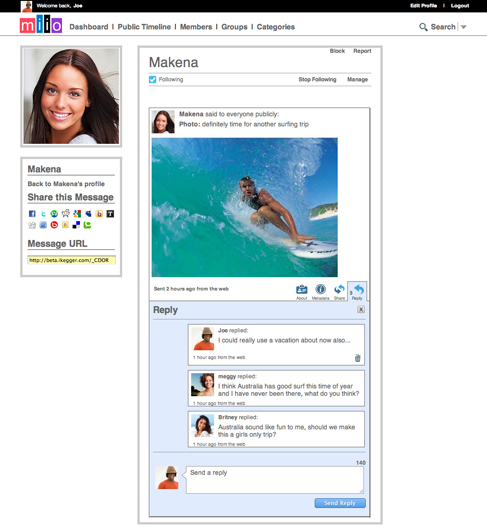 Welcome back, Joe
Edit Profile | Logout
miio
Dashboard | Public Timeline | Members | Groups | Categories
Search
Block Report
Makena
Following
Stop Following Manage
Makena said to everyone publicly:
Photo: definitely time for another surfing trip
Makena
Back to Makena's profile
Share this Message
Message URL
http://beta.ikegger.com/_CDOR
Sent 2 hours ago from the web
About Metadata Share 3 Reply
Reply
X
Joe replied:
I could really use a vacation about now also...
1 hour ago from the web
meggy replied:
I think Australia has good surf this time of year
and I have never been there, what do you think?
1 hour ago from the web
Britney replied:
Australia sound like fun to me, should we make
this a girls only trip?
1 hour ago from the web
140
Send a reply
Send Reply